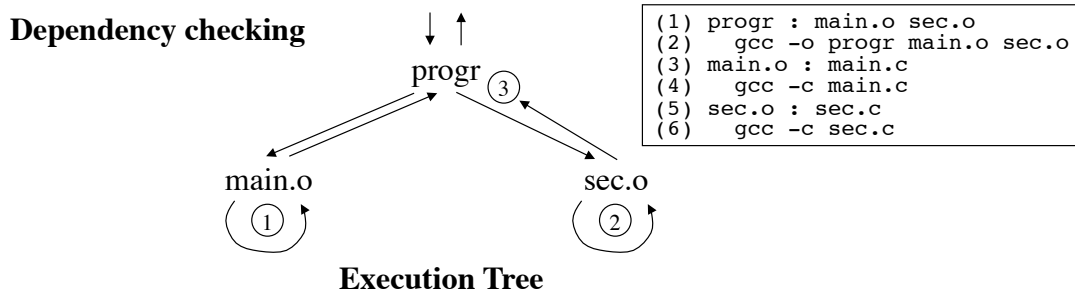 Dependency checking
progr
3
main.o
sec.o
1
2
Execution Tree
(1) progr : main.o sec.o
(2)   gcc -o progr main.o sec.o
(3) main.o : main.c
(4)   gcc -c main.c
(5) sec.o : sec.c
(6)   gcc -c sec.c